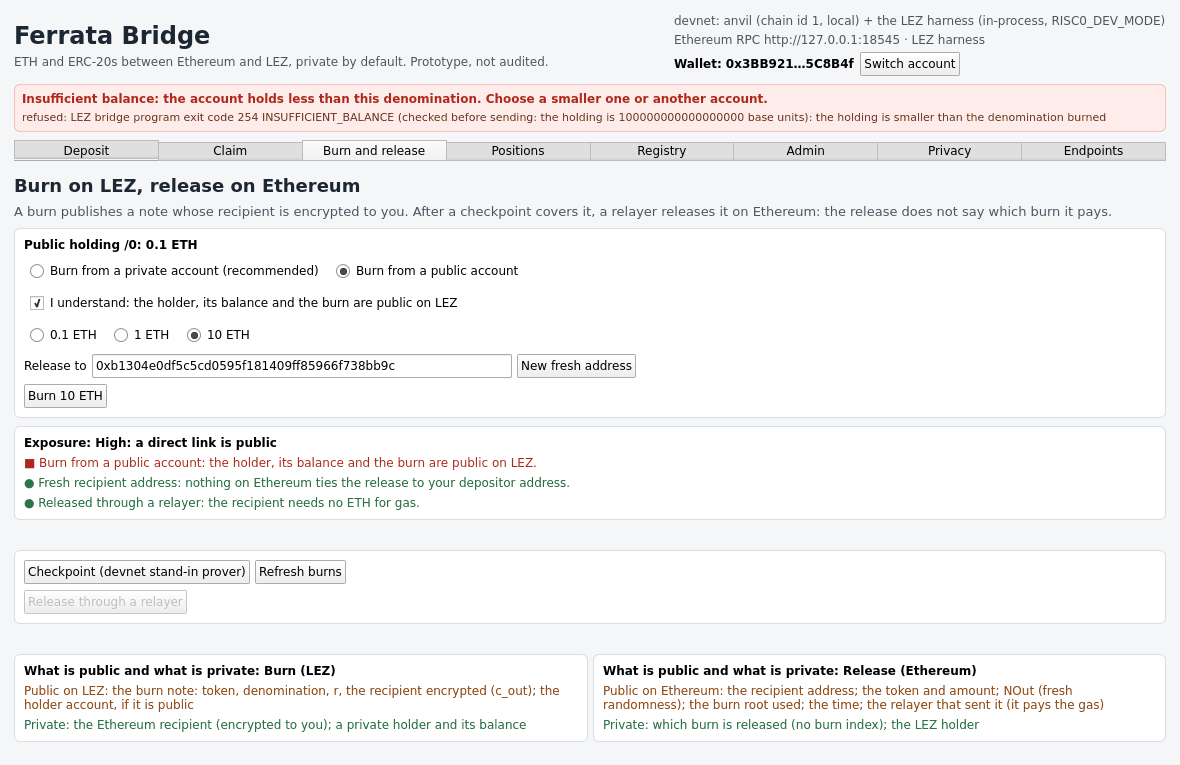 Ferrata Bridge
ETH and ERC-20s between Ethereum and LEZ, private by default. Prototype, not audited.
devnet: anvil (chain id 1, local) + the LEZ harness (in-process, RISC0_DEV_MODE)
Ethereum RPC http://127.0.0.1:18545 · LEZ harness
Wallet: 0x3BB921…5C8B4f Switch account
Insufficient balance: the account holds less than this denomination. Choose a smaller one or another account.
refused: LEZ bridge program exit code 254 INSUFFICIENT_BALANCE (checked before sending: the holding is 100000000000000000 base units): the holding is smaller than the denomination burned
Deposit Claim Burn and release Positions Registry Admin Privacy Endpoints
Burn on LEZ, release on Ethereum
A burn publishes a note whose recipient is encrypted to you. After a checkpoint covers it, a relayer releases it on Ethereum: the release does not say which burn it pays.
Public holding /0: 0.1 ETH
Burn from a private account (recommended) Burn from a public account
I understand: the holder, its balance and the burn are public on LEZ
0.1 ETH 1 ETH 10 ETH
Release to 0xb1304e0df5c5cd0595f181409ff85966f738bb9c New fresh address
Burn 10 ETH
Exposure: High: a direct link is public
Burn from a public account: the holder, its balance and the burn are public on LEZ.
Fresh recipient address: nothing on Ethereum ties the release to your depositor address.
Released through a relayer: the recipient needs no ETH for gas.
Checkpoint (devnet stand-in prover) Refresh burns
Release through a relayer
What is public and what is private: Burn (LEZ)
Public on LEZ: the burn note: token, denomination, r, the recipient encrypted (c_out); the
holder account, if it is public
Private: the Ethereum recipient (encrypted to you); a private holder and its balance
What is public and what is private: Release (Ethereum)
Public on Ethereum: the recipient address; the token and amount; NOut (fresh
randomness); the burn root used; the time; the relayer that sent it (it pays the gas)
Private: which burn is released (no burn index); the LEZ holder